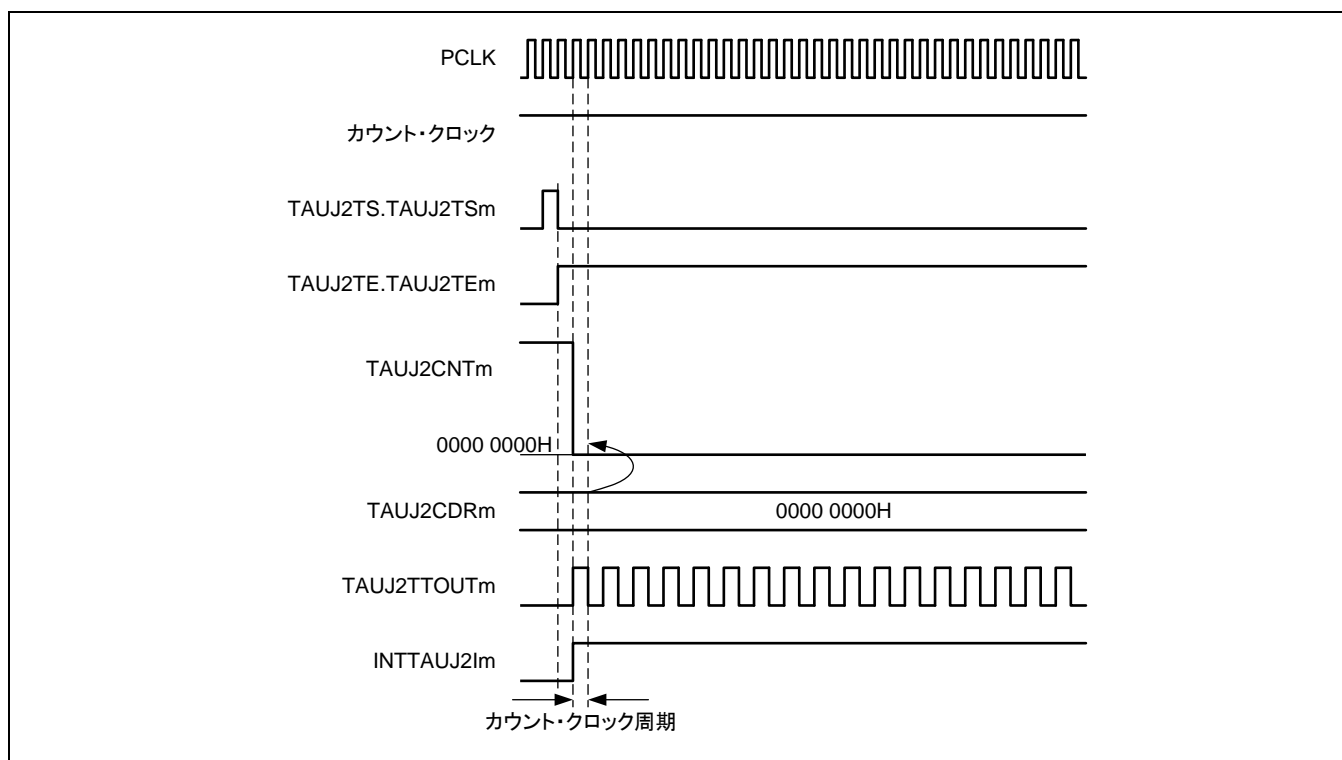 PCLK
カウント・クロック
TAUJ2TS.TAUJ2TSm
TAUJ2TE.TAUJ2TEm
TAUJ2CNTm
0000 0000H
TAUJ2CDRm
0000 0000H
TAUJ2TTOUTm
INTTAUJ2Im
カウント・クロック周期